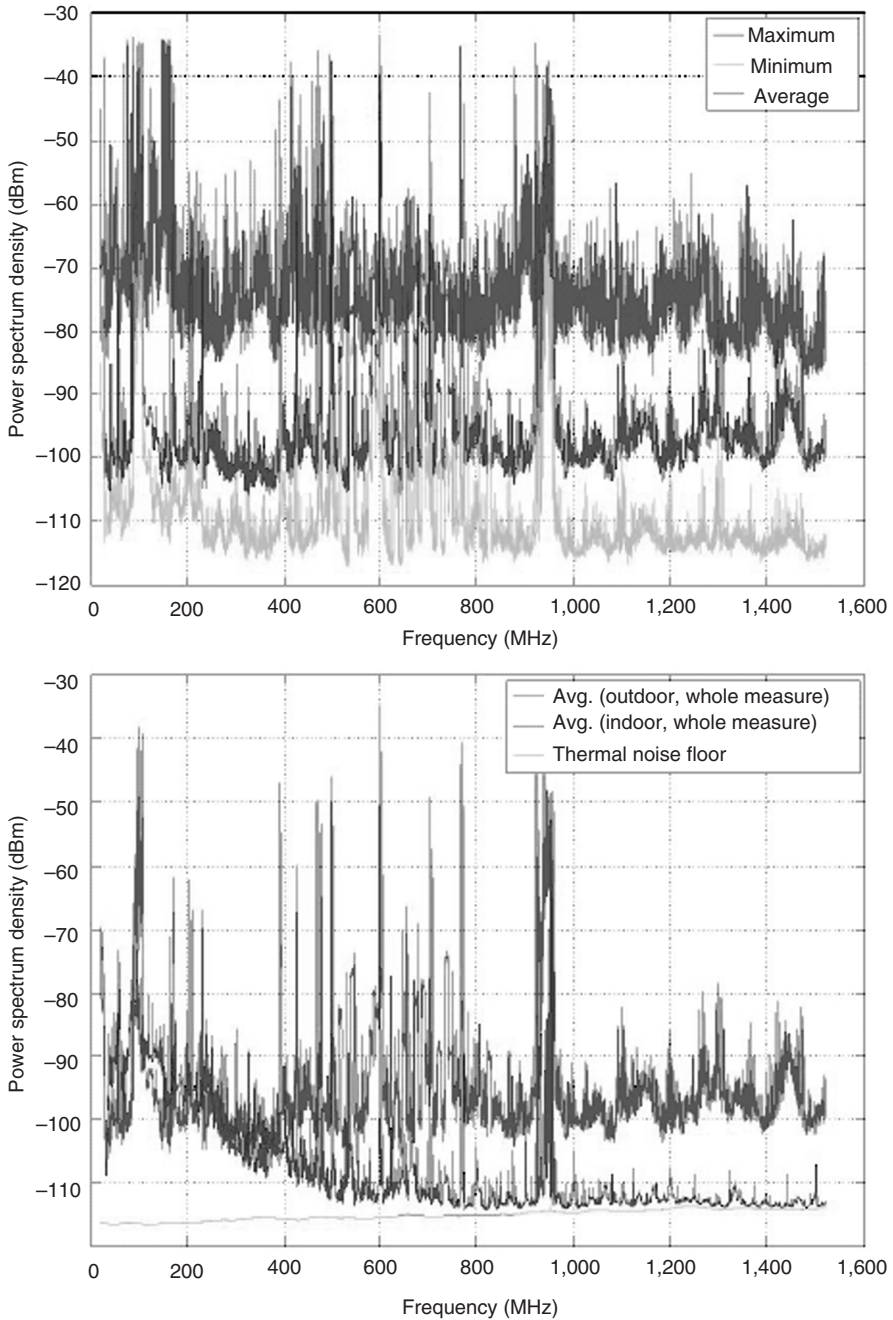 –30
–40
–50
–60
–70
–80
–90
–100
–110
–120
Power spectrum density (dBm)
Maximum
Minimum
Average
0 200 400 600 800 1,000 1,200 1,400 1,600
Frequency (MHz)
–30
–40
–50
–60
–70
–80
–90
–100
–110
Power spectrum density (dBm)
Avg. (outdoor, whole measure)
Avg. (indoor, whole measure)
Thermal noise floor
0 200 400 600 800 1,000 1,200 1,400 1,600
Frequency (MHz)